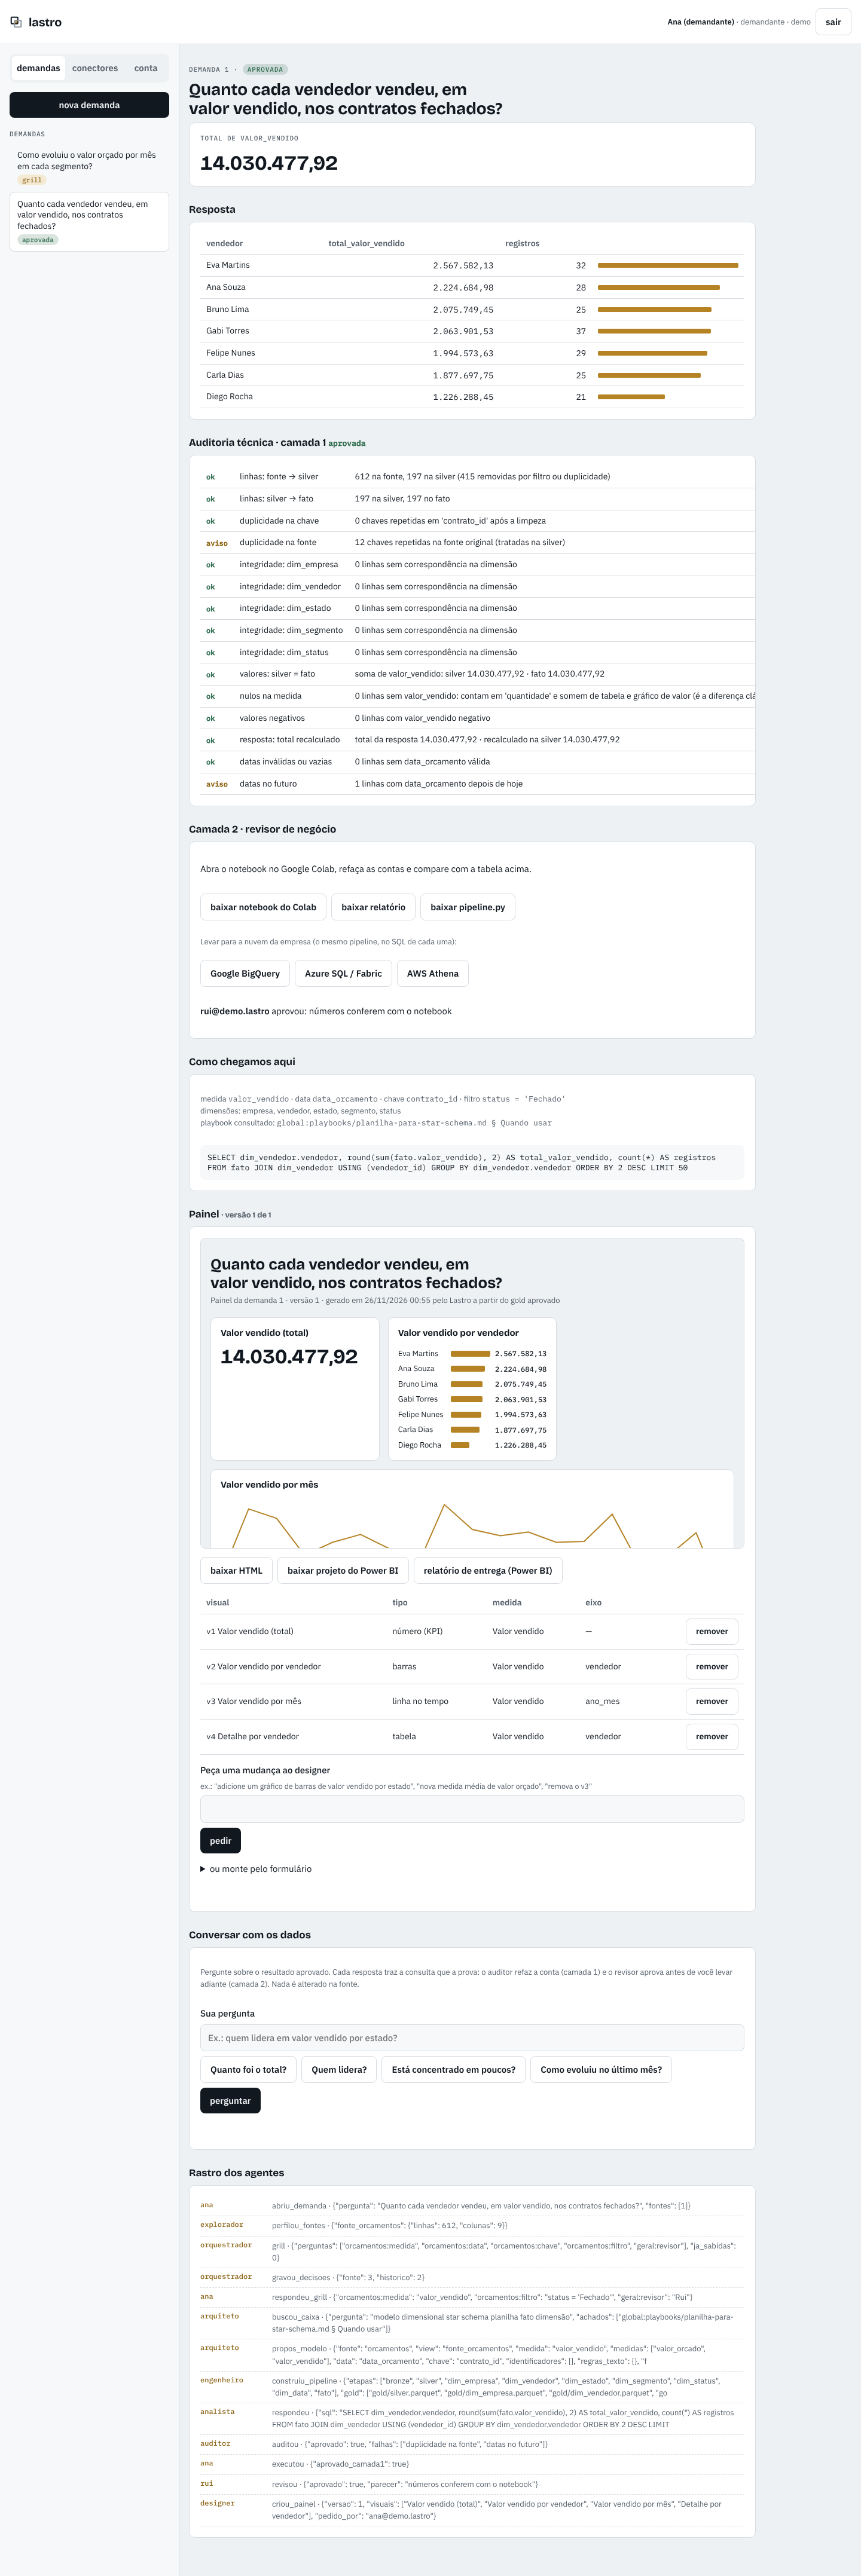 lastro
Ana (demandante) · demandante · demo
sair
demandas conectores conta
nova demanda
DEMANDAS
Como evoluiu o valor orçado por mês
em cada segmento?
grill
Quanto cada vendedor vendeu, em
valor vendido, nos contratos
fechados?
aprovada
DEMANDA 1 · APROVADA
Quanto cada vendedor vendeu, em
valor vendido, nos contratos fechados?
TOTAL DE VALOR_VENDIDO
14.030.477,92
Resposta
vendedor total_valor_vendido registros
Eva Martins 2.567.582,13 32
Ana Souza 2.224.684,98 28
Bruno Lima 2.075.749,45 25
Gabi Torres 2.063.901,53 37
Felipe Nunes 1.994.573,63 29
Carla Dias 1.877.697,75 25
Diego Rocha 1.226.288,45 21
Auditoria técnica · camada 1 aprovada
ok linhas: fonte → silver 612 na fonte, 197 na silver (415 removidas por filtro ou duplicidade)
ok linhas: silver → fato 197 na silver, 197 no fato
ok duplicidade na chave 0 chaves repetidas em 'contrato_id' após a limpeza
aviso duplicidade na fonte 12 chaves repetidas na fonte original (tratadas na silver)
ok integridade: dim_empresa 0 linhas sem correspondência na dimensão
ok integridade: dim_vendedor 0 linhas sem correspondência na dimensão
ok integridade: dim_estado 0 linhas sem correspondência na dimensão
ok integridade: dim_segmento 0 linhas sem correspondência na dimensão
ok integridade: dim_status 0 linhas sem correspondência na dimensão
ok valores: silver = fato soma de valor_vendido: silver 14.030.477,92 · fato 14.030.477,92
ok nulos na medida 0 linhas sem valor_vendido: contam em 'quantidade' e somem de tabela e gráfico de valor (é a diferença clá
ok valores negativos 0 linhas com valor_vendido negativo
ok resposta: total recalculado total da resposta 14.030.477,92 · recalculado na silver 14.030.477,92
ok datas inválidas ou vazias 0 linhas sem data_orcamento válida
aviso datas no futuro 1 linhas com data_orcamento depois de hoje
Camada 2 · revisor de negócio
Abra o notebook no Google Colab, refaça as contas e compare com a tabela acima.
baixar notebook do Colab baixar relatório baixar pipeline.py
Levar para a nuvem da empresa (o mesmo pipeline, no SQL de cada uma):
Google BigQuery Azure SQL / Fabric AWS Athena
rui@demo.lastro aprovou: números conferem com o notebook
Como chegamos aqui
medida valor_vendido · data data_orcamento · chave contrato_id · filtro status = 'Fechado'
dimensões: empresa, vendedor, estado, segmento, status
playbook consultado: global:playbooks/planilha-para-star-schema.md § Quando usar
SELECT dim_vendedor.vendedor, round(sum(fato.valor_vendido), 2) AS total_valor_vendido, count(*) AS registros
FROM fato JOIN dim_vendedor USING (vendedor_id) GROUP BY dim_vendedor.vendedor ORDER BY 2 DESC LIMIT 50
Painel · versão 1 de 1
Quanto cada vendedor vendeu, em
valor vendido, nos contratos fechados?
Painel da demanda 1 · versão 1 · gerado em 26/11/2026 00:55 pelo Lastro a partir do gold aprovado
Valor vendido (total)
14.030.477,92
Valor vendido por vendedor
Eva Martins 2.567.582,13
Ana Souza 2.224.684,98
Bruno Lima 2.075.749,45
Gabi Torres 2.063.901,53
Felipe Nunes 1.994.573,63
Carla Dias 1.877.697,75
Diego Rocha 1.226.288,45
Valor vendido por mês
baixar HTML baixar projeto do Power BI relatório de entrega (Power BI)
visual tipo medida eixo
v1 Valor vendido (total) número (KPI) Valor vendido — remover
v2 Valor vendido por vendedor barras Valor vendido vendedor remover
v3 Valor vendido por mês linha no tempo Valor vendido ano_mes remover
v4 Detalhe por vendedor tabela Valor vendido vendedor remover
Peça uma mudança ao designer
ex.: "adicione um gráfico de barras de valor vendido por estado", "nova medida média de valor orçado", "remova o v3"
pedir
▶ ou monte pelo formulário
Conversar com os dados
Pergunte sobre o resultado aprovado. Cada resposta traz a consulta que a prova: o auditor refaz a conta (camada 1) e o revisor aprova antes de você levar
adiante (camada 2). Nada é alterado na fonte.
Sua pergunta
Ex.: quem lidera em valor vendido por estado?
Quanto foi o total? Quem lidera? Está concentrado em poucos? Como evoluiu no último mês?
perguntar
Rastro dos agentes
ana abriu_demanda · {"pergunta": "Quanto cada vendedor vendeu, em valor vendido, nos contratos fechados?", "fontes": [1]}
explorador perfilou_fontes · {"fonte_orcamentos": {"linhas": 612, "colunas": 9}}
orquestrador grill · {"perguntas": ["orcamentos:medida", "orcamentos:data", "orcamentos:chave", "orcamentos:filtro", "geral:revisor"], "ja_sabidas":
0}
orquestrador gravou_decisoes · {"fonte": 3, "historico": 2}
ana respondeu_grill · {"orcamentos:medida": "valor_vendido", "orcamentos:filtro": "status = 'Fechado'", "geral:revisor": "Rui"}
arquiteto buscou_caixa · {"pergunta": "modelo dimensional star schema planilha fato dimensão", "achados": ["global:playbooks/planilha-para-
star-schema.md § Quando usar"]}
arquiteto propos_modelo · {"fonte": "orcamentos", "view": "fonte_orcamentos", "medida": "valor_vendido", "medidas": ["valor_orcado",
"valor_vendido"], "data": "data_orcamento", "chave": "contrato_id", "identificadores": [], "regras_texto": {}, "f
engenheiro construiu_pipeline · {"etapas": ["bronze", "silver", "dim_empresa", "dim_vendedor", "dim_estado", "dim_segmento", "dim_status",
"dim_data", "fato"], "gold": ["gold/silver.parquet", "gold/dim_empresa.parquet", "gold/dim_vendedor.parquet", "go
analista respondeu · {"sql": "SELECT dim_vendedor.vendedor, round(sum(fato.valor_vendido), 2) AS total_valor_vendido, count(*) AS registros
FROM fato JOIN dim_vendedor USING (vendedor_id) GROUP BY dim_vendedor.vendedor ORDER BY 2 DESC LIMIT
auditor auditou · {"aprovado": true, "falhas": ["duplicidade na fonte", "datas no futuro"]}
ana executou · {"aprovado_camada1": true}
rui revisou · {"aprovado": true, "parecer": "números conferem com o notebook"}
designer criou_painel · {"versao": 1, "visuais": ["Valor vendido (total)", "Valor vendido por vendedor", "Valor vendido por mês", "Detalhe por
vendedor"], "pedido_por": "ana@demo.lastro"}